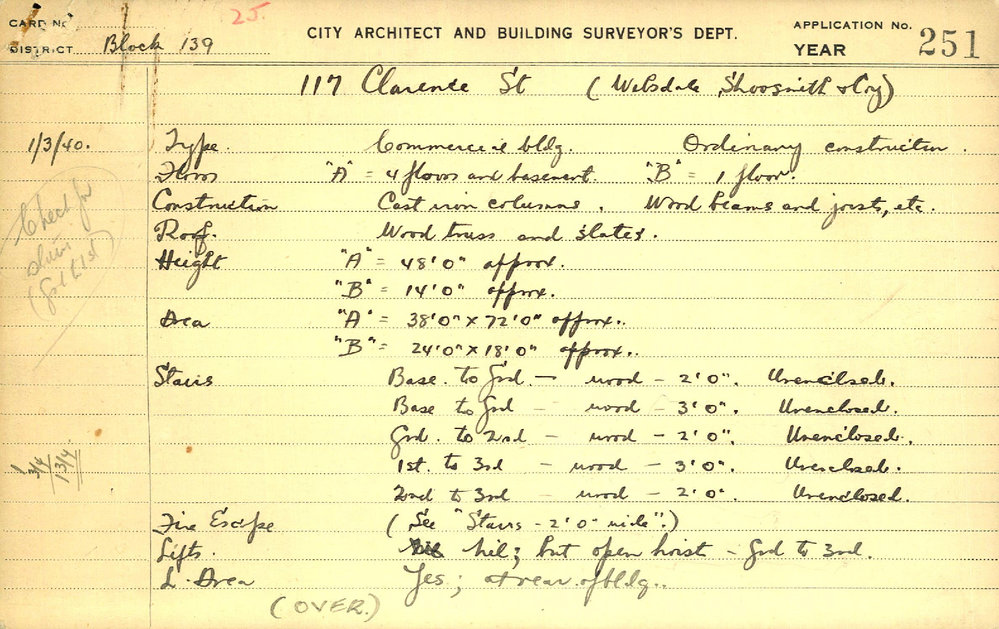 25.
CARD No
DISTRICT Block 139
CITY ARCHITECT AND BUILDING SURVEYOR'S DEPT.
APPLICATION No.
YEAR
251
117 Clarence St (Websdale Shoosmith & Coy)
1/3/40. Type. Commercial bldg. Ordinary construction.
Floors "A" = 4 floors and basement. "B" = 1 floor.
Construction Cast iron columns. Wood beams and joists, etc.
Roof. Wood truss and slates.
Height "A" = 48'0" approx.
"B" = 14'0" approx.
Area "A" = 38'0" x 72'0" approx.
"B" = 24'0" x 18'0" approx.
Check for
Stairs Base. to Grd. — wood — 2'0". Unenclosed.
Base to Grd — wood — 3'0". Unenclosed.
Grd. to 2nd — wood — 2'0". Unenclosed.
1st. to 3rd — wood — 3'0". Unenclosed.
2nd to 3rd — wood — 2'0". Unenclosed.
Fire Escape (See "Stairs - 2'0" wide".)
Lifts. Nil; but open hoist - Grd to 3rd.
L. Area Yes; at rear of bldg.
(OVER.)